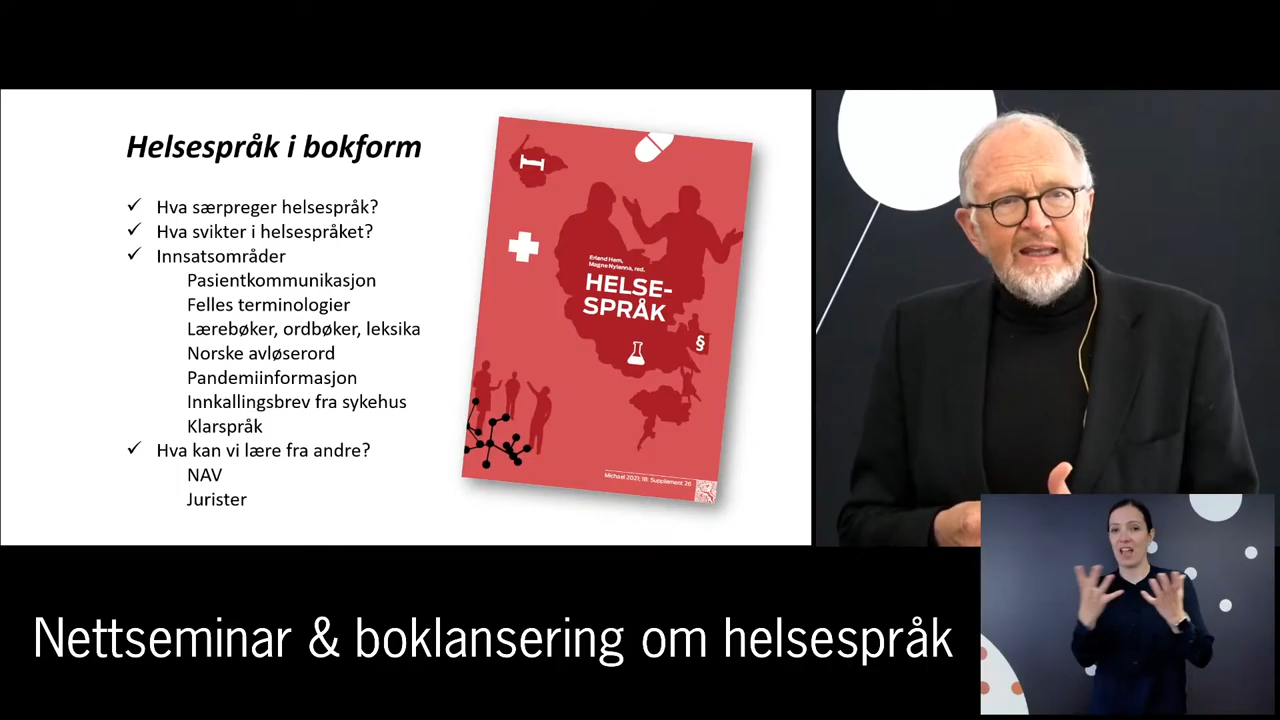 Helsespråk i bokform
✓ Hva særpreger helsespråk?
✓ Hva svikter i helsespråket?
✓ Innsatsområder
Pasientkommunikasjon
Felles terminologier
Lærebøker, ordbøker, leksika
Norske avløserord
Pandemiinformasjon
Innkallingsbrev fra sykehus
Klarspråk
✓ Hva kan vi lære fra andre?
NAV
Jurister
Erlend Hem,
Magne Nylenna, red.
HELSE-
SPRÅK
§
Michael 2021; 18: Supplement 26
Nettseminar & boklansering om helsespråk